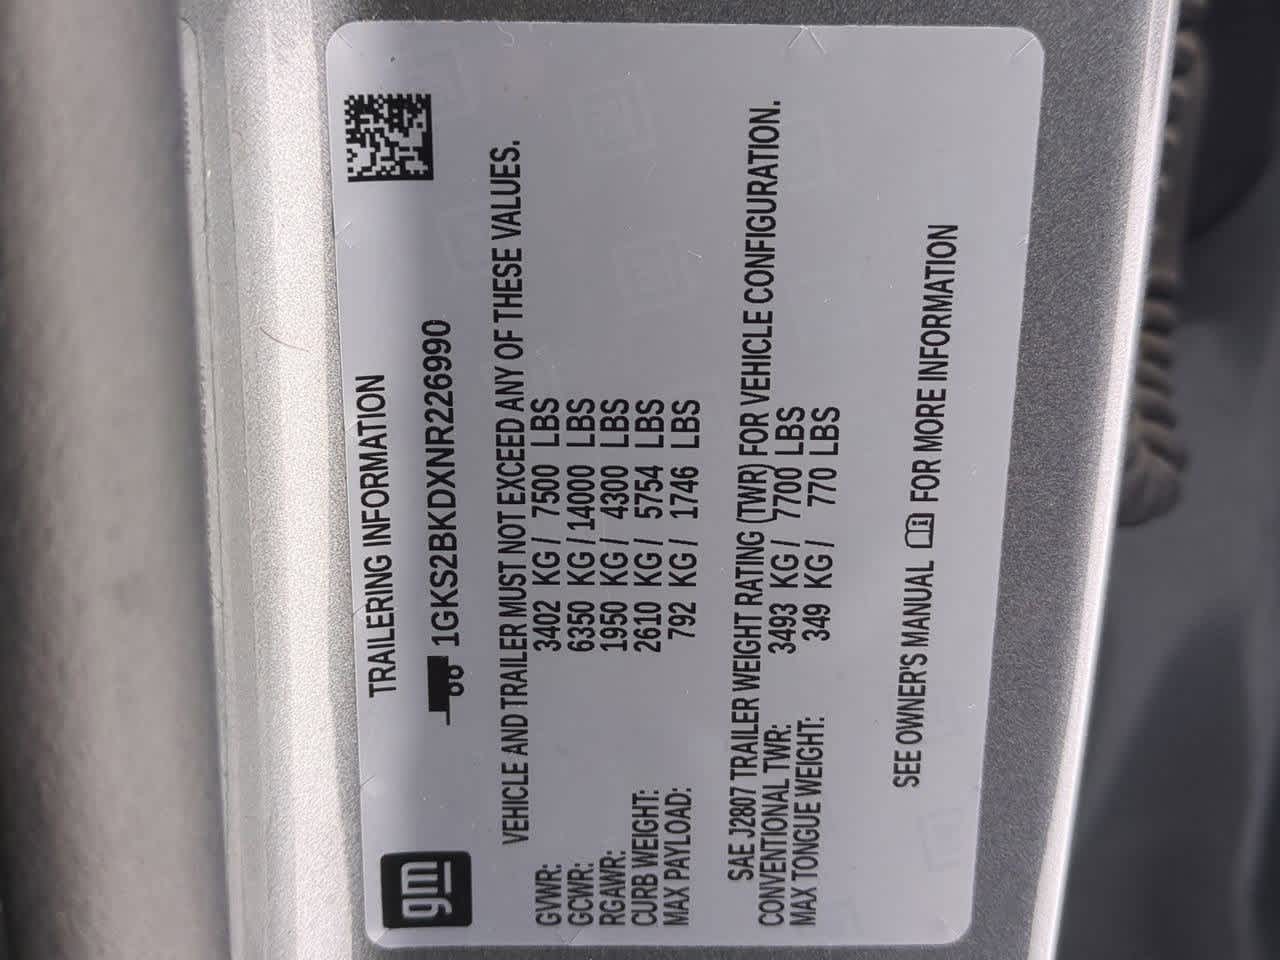 gm
TRAILERING INFORMATION
1GKS2BKDXNR226990
VEHICLE AND TRAILER MUST NOT EXCEED ANY OF THESE VALUES.
GVWR: 3402 KG / 7500 LBS
GCWR: 6350 KG / 14000 LBS
RGAWR: 1950 KG / 4300 LBS
CURB WEIGHT: 2610 KG / 5754 LBS
MAX PAYLOAD: 792 KG / 1746 LBS
SAE J2807 TRAILER WEIGHT RATING (TWR) FOR VEHICLE CONFIGURATION.
CONVENTIONAL TWR: 3493 KG / 7700 LBS
MAX TONGUE WEIGHT: 349 KG / 770 LBS
SEE OWNER'S MANUAL FOR MORE INFORMATION